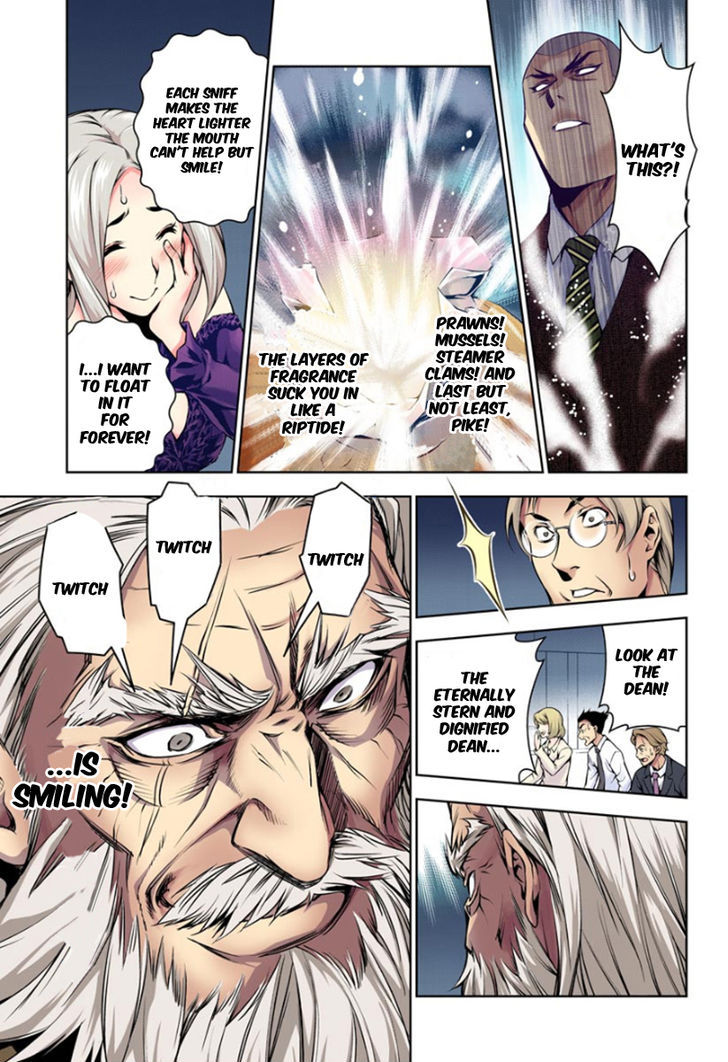 WHAT'S
THIS?!
PRAWNS!
MUSSELS!
STEAMER
CLAMS! AND
LAST BUT
NOT LEAST,
PIKE!
THE LAYERS OF
FRAGRANCE
SUCK YOU IN
LIKE A
RIPTIDE!
EACH SNIFF
MAKES THE
HEART LIGHTER
THE MOUTH
CAN'T HELP BUT
SMILE!
I...I WANT
TO FLOAT
IN IT
FOR
FOREVER!
LOOK AT
THE
DEAN!
THE
ETERNALLY
STERN AND
DIGNIFIED
DEAN...
TWITCH
TWITCH
TWITCH
...IS
SMILING!